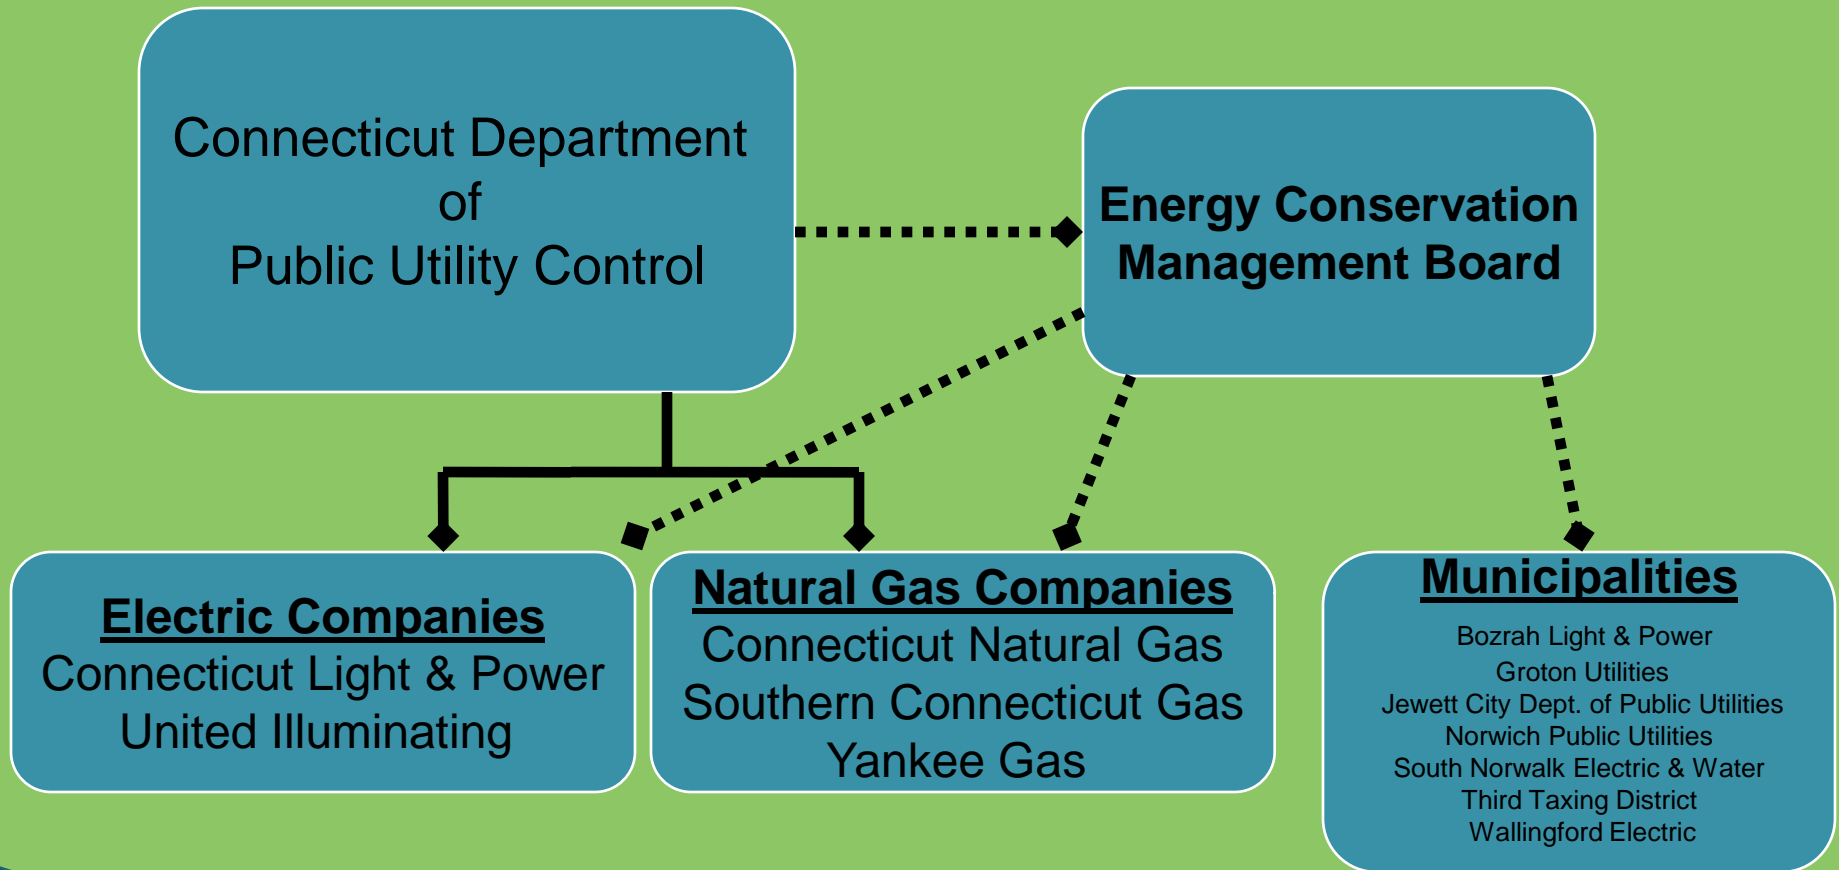 Connecticut Department
of
Public Utility Control
Energy Conservation
Management Board
Electric Companies
Connecticut Light & Power
United Illuminating
Natural Gas Companies
Connecticut Natural Gas
Southern Connecticut Gas
Yankee Gas
Municipalities
Bozrah Light & Power
Groton Utilities
Jewett City Dept. of Public Utilities
Norwich Public Utilities
South Norwalk Electric & Water
Third Taxing District
Wallingford Electric